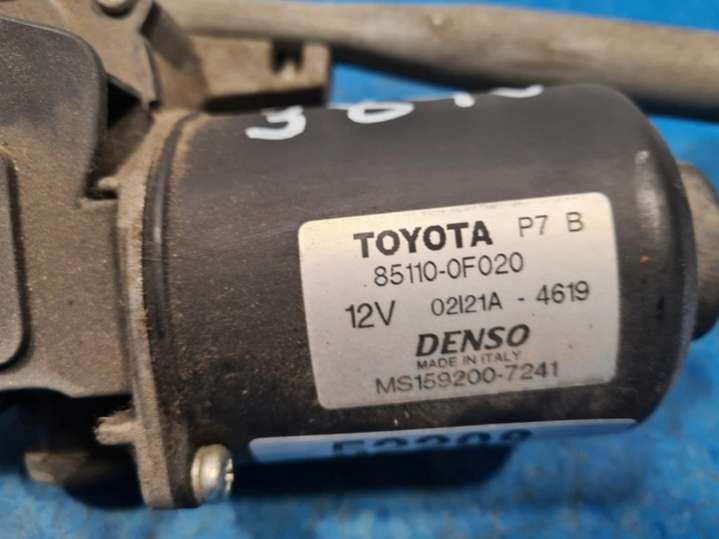 TOYOTA P7 B
85110-0F020
12V 02I21A - 4619
DENSO
MADE IN ITALY
MS159200-7241